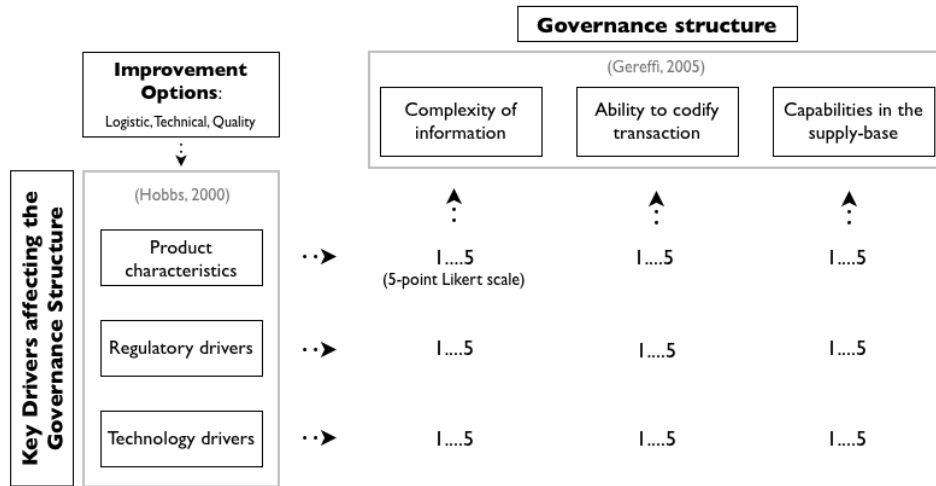 Governance structure
(Gereffi, 2005)
Improvement
Options:
Logistic, Technical, Quality
Complexity of
information
Ability to codify
transaction
Capabilities in the
supply-base
Key Drivers affecting the
Governance Structure
(Hobbs, 2000)
Product
characteristics
1....5
(5-point Likert scale)
1....5
1....5
Regulatory drivers
1....5
1....5
1....5
Technology drivers
1....5
1....5
1....5